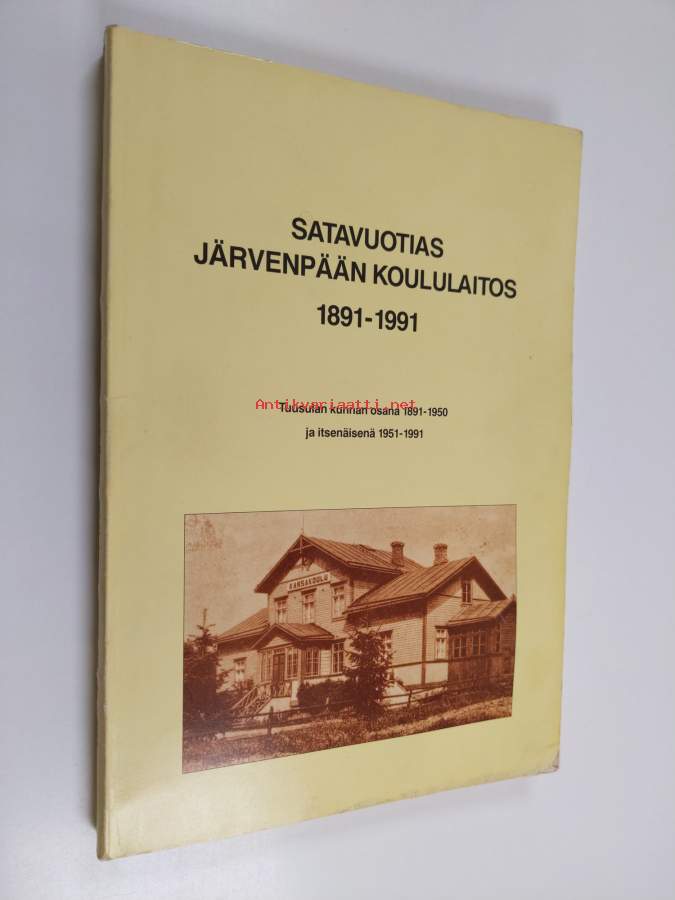 SATAVUOTIAS
JÄRVENPÄÄN KOULULAITOS
1891-1991
Antikvariaatti.net
Tuusulan kunnan osana 1891-1950
ja itsenäisenä 1951-1991
KANSAKOULU